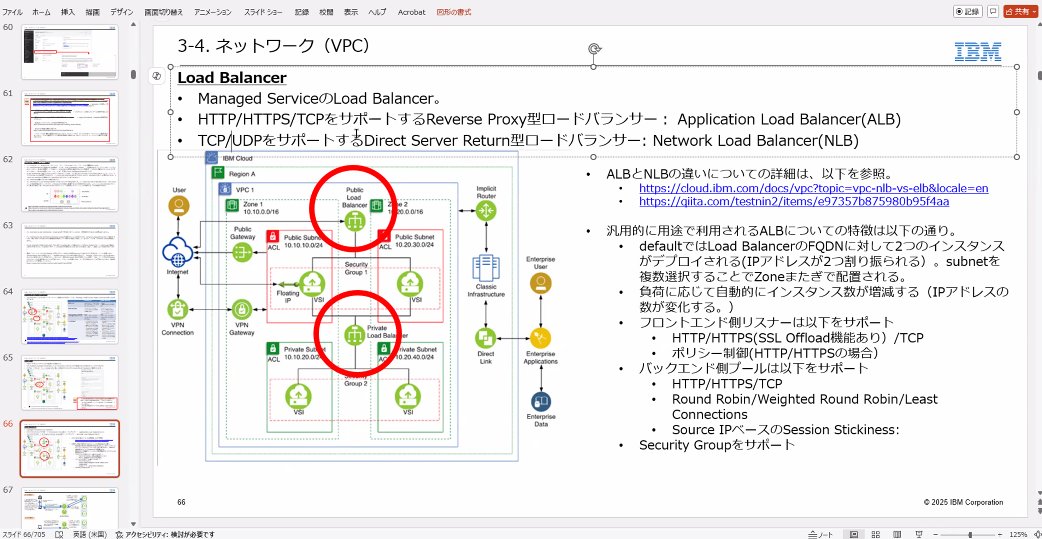 ファイル ホーム 挿入 描画 デザイン 画面切り替え アニメーション スライド ショー 記録 校閲 表示 ヘルプ Acrobat 図形の書式
記録 共有
60
61
62
63
64
65
66
67
3-4. ネットワーク（VPC）
IBM
Load Balancer
• Managed ServiceのLoad Balancer。
• HTTP/HTTPS/TCPをサポートするReverse Proxy型ロードバランサー： Application Load Balancer(ALB)
• TCP/UDPをサポートするDirect Server Return型ロードバランサー: Network Load Balancer(NLB)
IBM Cloud
Region A
VPC 1
User
Zone 1
10.10.0.0/16
Public
Load
Balancer
Zone 2
10.20.0.0/16
Implicit
Router
Public
Gateway
Internet
Public Subnet
10.10.10.0/24
ACL
Public Subnet
10.20.30.0/24
ACL
Security
Group 1
Floating
IP
VSI
VSI
Classic
Infrastructure
Enterprise
User
VPN
Connection
VPN
Gateway
Private
Load Balancer
Private Subnet
10.10.20.0/24
ACL
Private Subnet
10.20.40.0/24
ACL
Direct
Link
Enterprise
Applications
Security
Group 2
VSI
VSI
Enterprise
Data
• ALBとNLBの違いについての詳細は、以下を参照。
• https://cloud.ibm.com/docs/vpc?topic=vpc-nlb-vs-elb&locale=en
• https://qiita.com/testnin2/items/e97357b875980b95f4aa
• 汎用的に用途で利用されるALBについての特徴は以下の通り。
• defaultではLoad BalancerのFQDNに対して2つのインスタンス
がデプロイされる(IPアドレスが2つ割り振られる）。subnetを
複数選択することでZoneまたぎで配置される。
• 負荷に応じて自動的にインスタンス数が増減する（IPアドレスの
数が変化する。）
• フロントエンド側リスナーは以下をサポート
• HTTP/HTTPS(SSL Offload機能あり）/TCP
• ポリシー制御(HTTP/HTTPSの場合）
• バックエンド側プールは以下をサポート
• HTTP/HTTPS/TCP
• Round Robin/Weighted Round Robin/Least
Connections
• Source IPベースのSession Stickiness:
• Security Groupをサポート
66
© 2025 IBM Corporation
スライド 66/705 英語 (米国) アクセシビリティ: 検討が必要です
ノート 125%